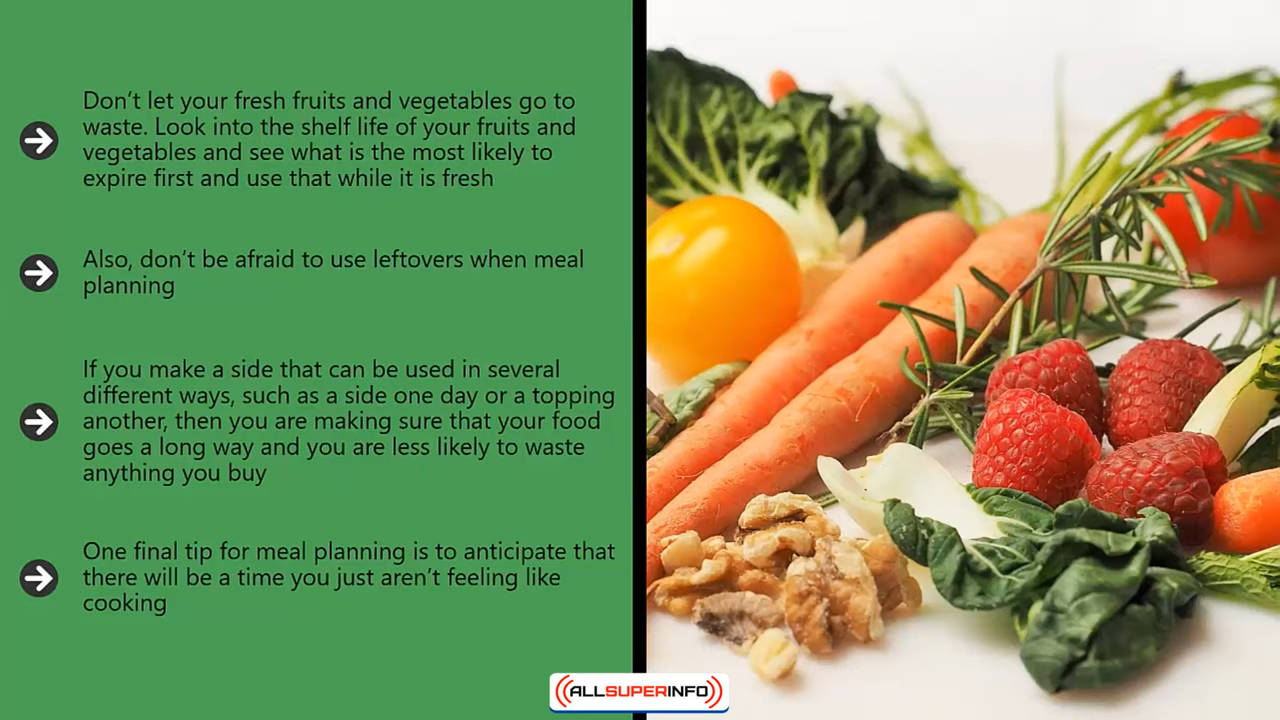 Don’t let your fresh fruits and vegetables go to
waste. Look into the shelf life of your fruits and
vegetables and see what is the most likely to
expire first and use that while it is fresh
Also, don’t be afraid to use leftovers when meal
planning
If you make a side that can be used in several
different ways, such as a side one day or a topping
another, then you are making sure that your food
goes a long way and you are less likely to waste
anything you buy
One final tip for meal planning is to anticipate that
there will be a time you just aren’t feeling like
cooking
ALLSUPERINFO